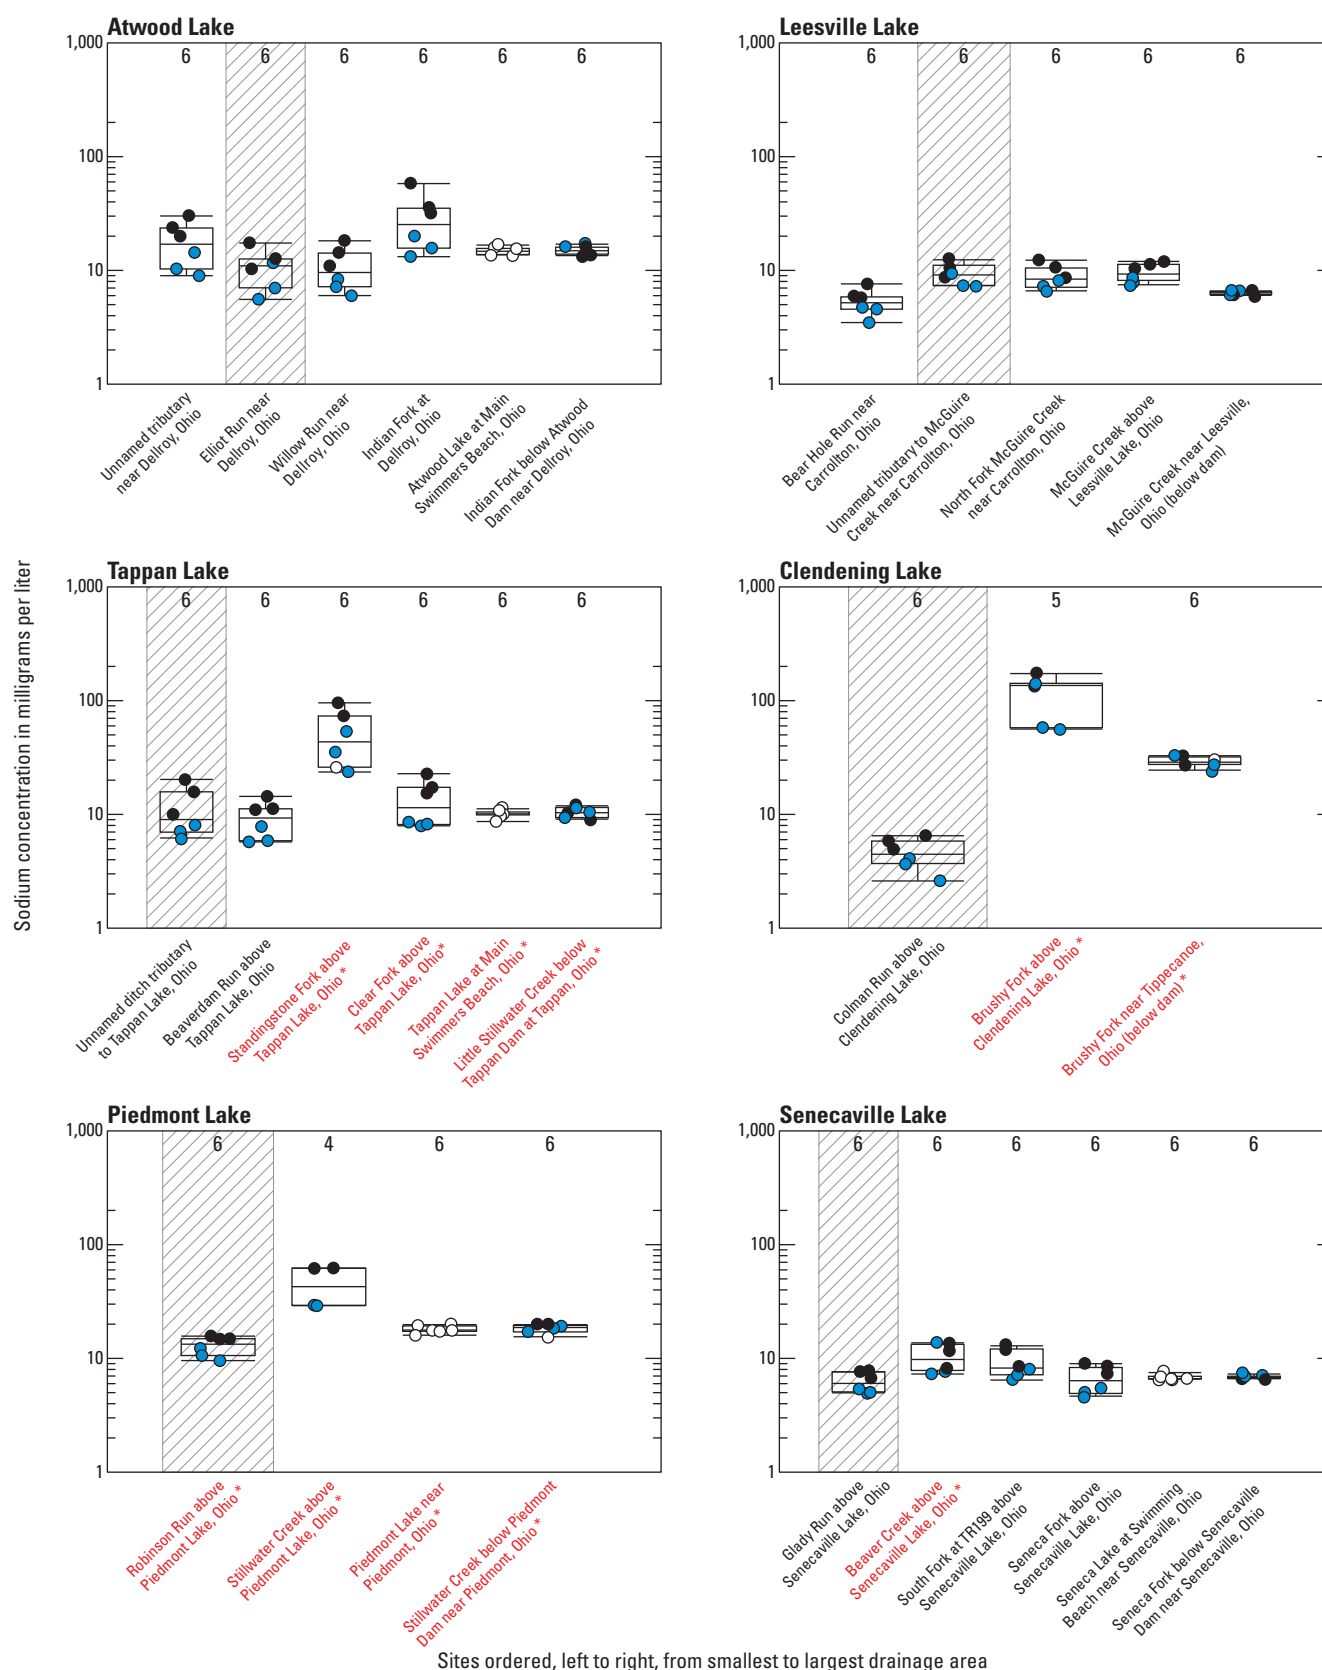 Atwood Lake
1,000
100
10
1
6 6 6 6 6 6
Unnamed tributary
near Dellroy, Ohio
Elliot Run near
Dellroy, Ohio
Willow Run near
Dellroy, Ohio
Indian Fork at
Dellroy, Ohio
Atwood Lake at Main
Swimmers Beach, Ohio
Indian Fork below Atwood
Dam near Dellroy, Ohio
Leesville Lake
1,000
100
10
1
6 6 6 6 6
Bear Hole Run near
Carrollton, Ohio
Unnamed tributary to McGuire
Creek near Carrollton, Ohio
North Fork McGuire Creek
near Carrollton, Ohio
McGuire Creek above
Leesville Lake, Ohio
McGuire Creek near Leesville,
Ohio (below dam)
Sodium concentration in milligrams per liter
Tappan Lake
1,000
100
10
1
6 6 6 6 6 6
Unnamed ditch tributary
to Tappan Lake, Ohio
Beaverdam Run above
Tappan Lake, Ohio
Standingstone Fork above
Tappan Lake, Ohio *
Clear Fork above
Tappan Lake, Ohio*
Tappan Lake at Main
Swimmers Beach, Ohio *
Little Stillwater Creek below
Tappan Dam at Tappan, Ohio *
Clendening Lake
1,000
100
10
1
6 5 6
Colman Run above
Clendening Lake, Ohio
Brushy Fork above
Clendening Lake, Ohio *
Brushy Fork near Tippecanoe,
Ohio (below dam) *
Piedmont Lake
1,000
100
10
1
6 4 6 6
Robinson Run above
Piedmont Lake, Ohio *
Stillwater Creek above
Piedmont Lake, Ohio *
Piedmont Lake near
Piedmont, Ohio *
Stillwater Creek below Piedmont
Dam near Piedmont, Ohio *
Senecaville Lake
1,000
100
10
1
6 6 6 6 6 6
Glady Run above
Senecaville Lake, Ohio
Beaver Creek above
Senecaville Lake, Ohio *
South Fork at TR199 above
Senecaville Lake, Ohio
Seneca Fork above
Senecaville Lake, Ohio
Seneca Lake at Swimming
Beach near Senecaville, Ohio
Seneca Fork below Senecaville
Dam near Senecaville, Ohio
Sites ordered, left to right, from smallest to largest drainage area